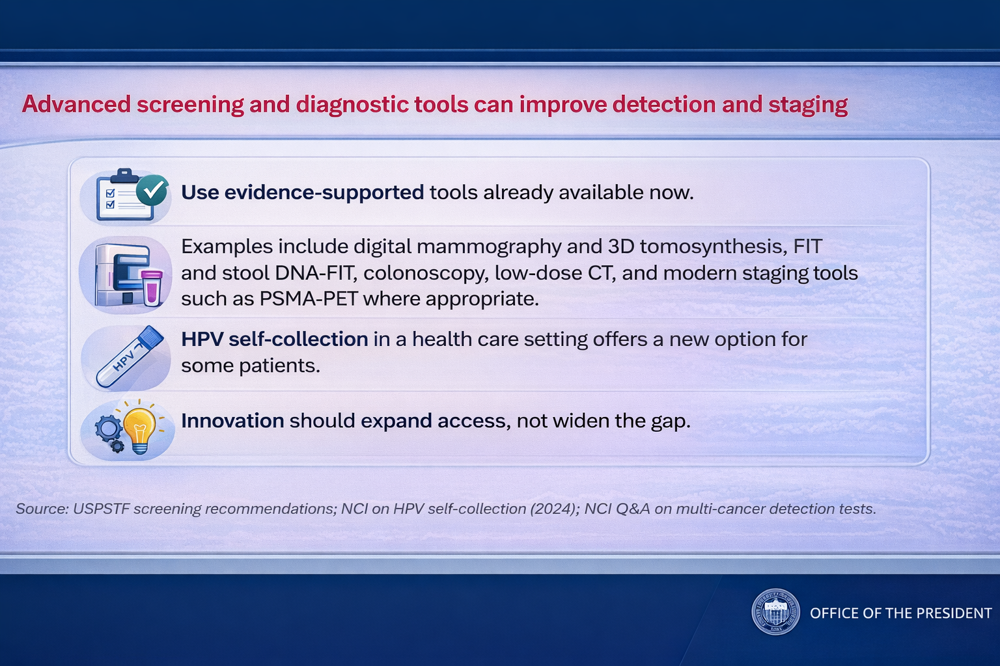 Advanced screening and diagnostic tools can improve detection and staging
Use evidence-supported tools already available now.
Examples include digital mammography and 3D tomosynthesis, FIT
and stool DNA-FIT, colonoscopy, low-dose CT, and modern staging tools
such as PSMA-PET where appropriate.
HPV
HPV self-collection in a health care setting offers a new option for
some patients.
Innovation should expand access, not widen the gap.
Source: USPSTF screening recommendations; NCI on HPV self-collection (2024); NCI Q&A on multi-cancer detection tests.
OFFICE OF THE PRESIDENT